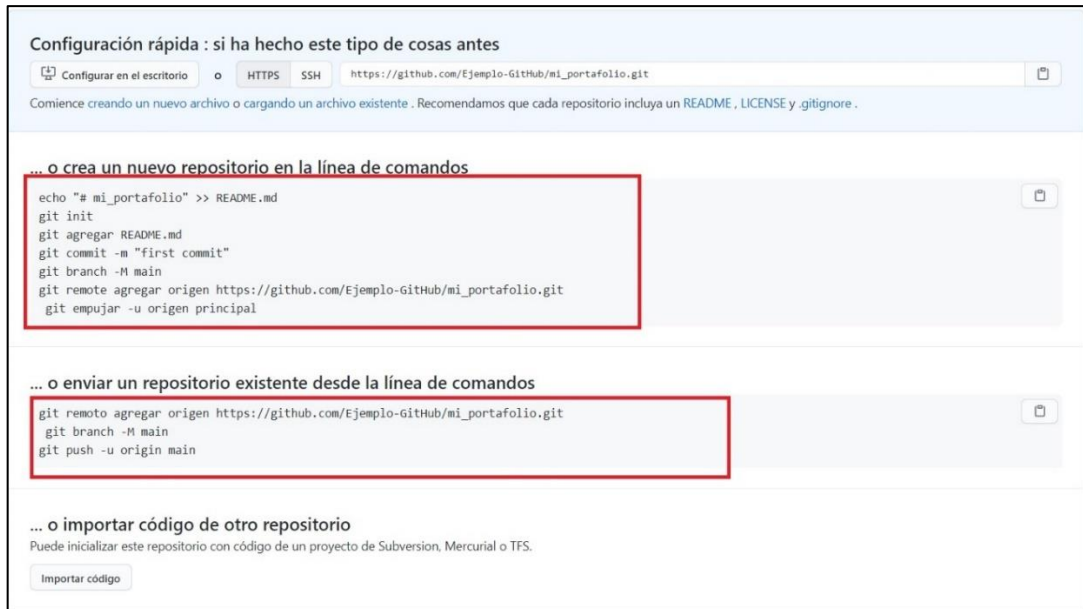 Configuración rápida : si ha hecho este tipo de cosas antes
Configurar en el escritorio o HTTPS SSH https://github.com/Ejemplo-GitHub/mi_portafolio.git
Comience creando un nuevo archivo o cargando un archivo existente . Recomendamos que cada repositorio incluya un README , LICENSE y .gitignore .
... o crea un nuevo repositorio en la línea de comandos
echo "# mi_portafolio" >> README.md
git init
git agregar README.md
git commit -m "first commit"
git branch -M main
git remote agregar origen https://github.com/Ejemplo-GitHub/mi_portafolio.git
git empujar -u origen principal
... o enviar un repositorio existente desde la línea de comandos
git remoto agregar origen https://github.com/Ejemplo-GitHub/mi_portafolio.git
git branch -M main
git push -u origin main
... o importar código de otro repositorio
Puede inicializar este repositorio con código de un proyecto de Subversion, Mercurial o TFS.
Importar código